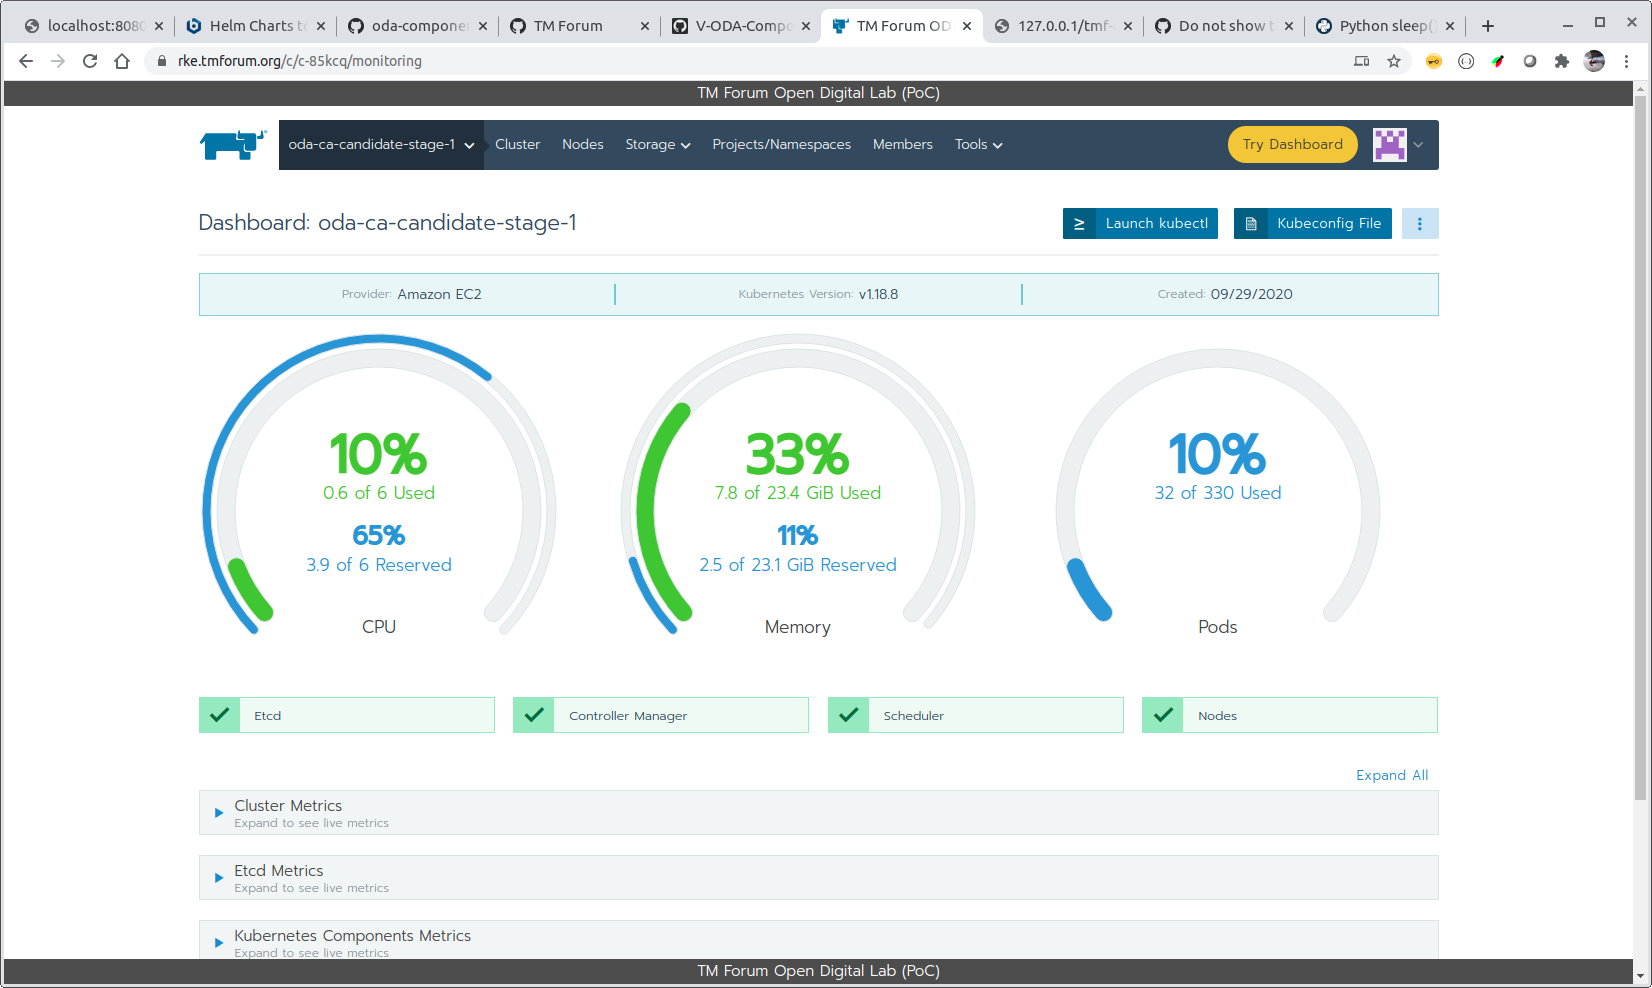 localhost:8080
Helm Charts to
oda-componen
TM Forum
V-ODA-Compo
TM Forum OD
127.0.0.1/tmf-
Do not show t
Python sleep()
rke.tmforum.org/c/c-85kcq/monitoring
TM Forum Open Digital Lab (PoC)
oda-ca-candidate-stage-1
Cluster
Nodes
Storage
Projects/Namespaces
Members
Tools
Try Dashboard
Dashboard: oda-ca-candidate-stage-1
Launch kubectl
Kubeconfig File
Provider: Amazon EC2
Kubernetes Version: v1.18.8
Created: 09/29/2020
10%
0.6 of 6 Used
65%
3.9 of 6 Reserved
CPU
33%
7.8 of 23.4 GiB Used
11%
2.5 of 23.1 GiB Reserved
Memory
10%
32 of 330 Used
Pods
Etcd
Controller Manager
Scheduler
Nodes
Expand All
Cluster Metrics
Expand to see live metrics
Etcd Metrics
Expand to see live metrics
Kubernetes Components Metrics
Expand to see live metrics
TM Forum Open Digital Lab (PoC)